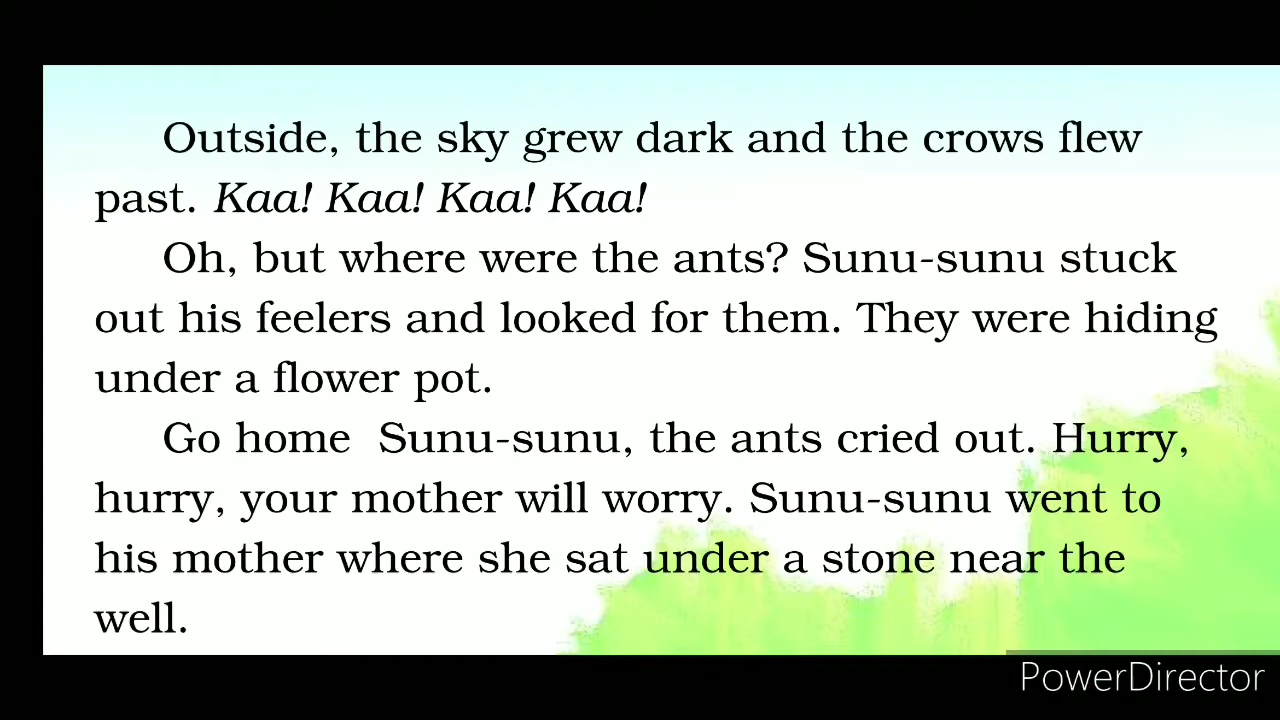 Outside, the sky grew dark and the crows flew
past. Kaa! Kaa! Kaa! Kaa!
Oh, but where were the ants? Sunu-sunu stuck
out his feelers and looked for them. They were hiding
under a flower pot.
Go home  Sunu-sunu, the ants cried out. Hurry,
hurry, your mother will worry. Sunu-sunu went to
his mother where she sat under a stone near the
well.
PowerDirector